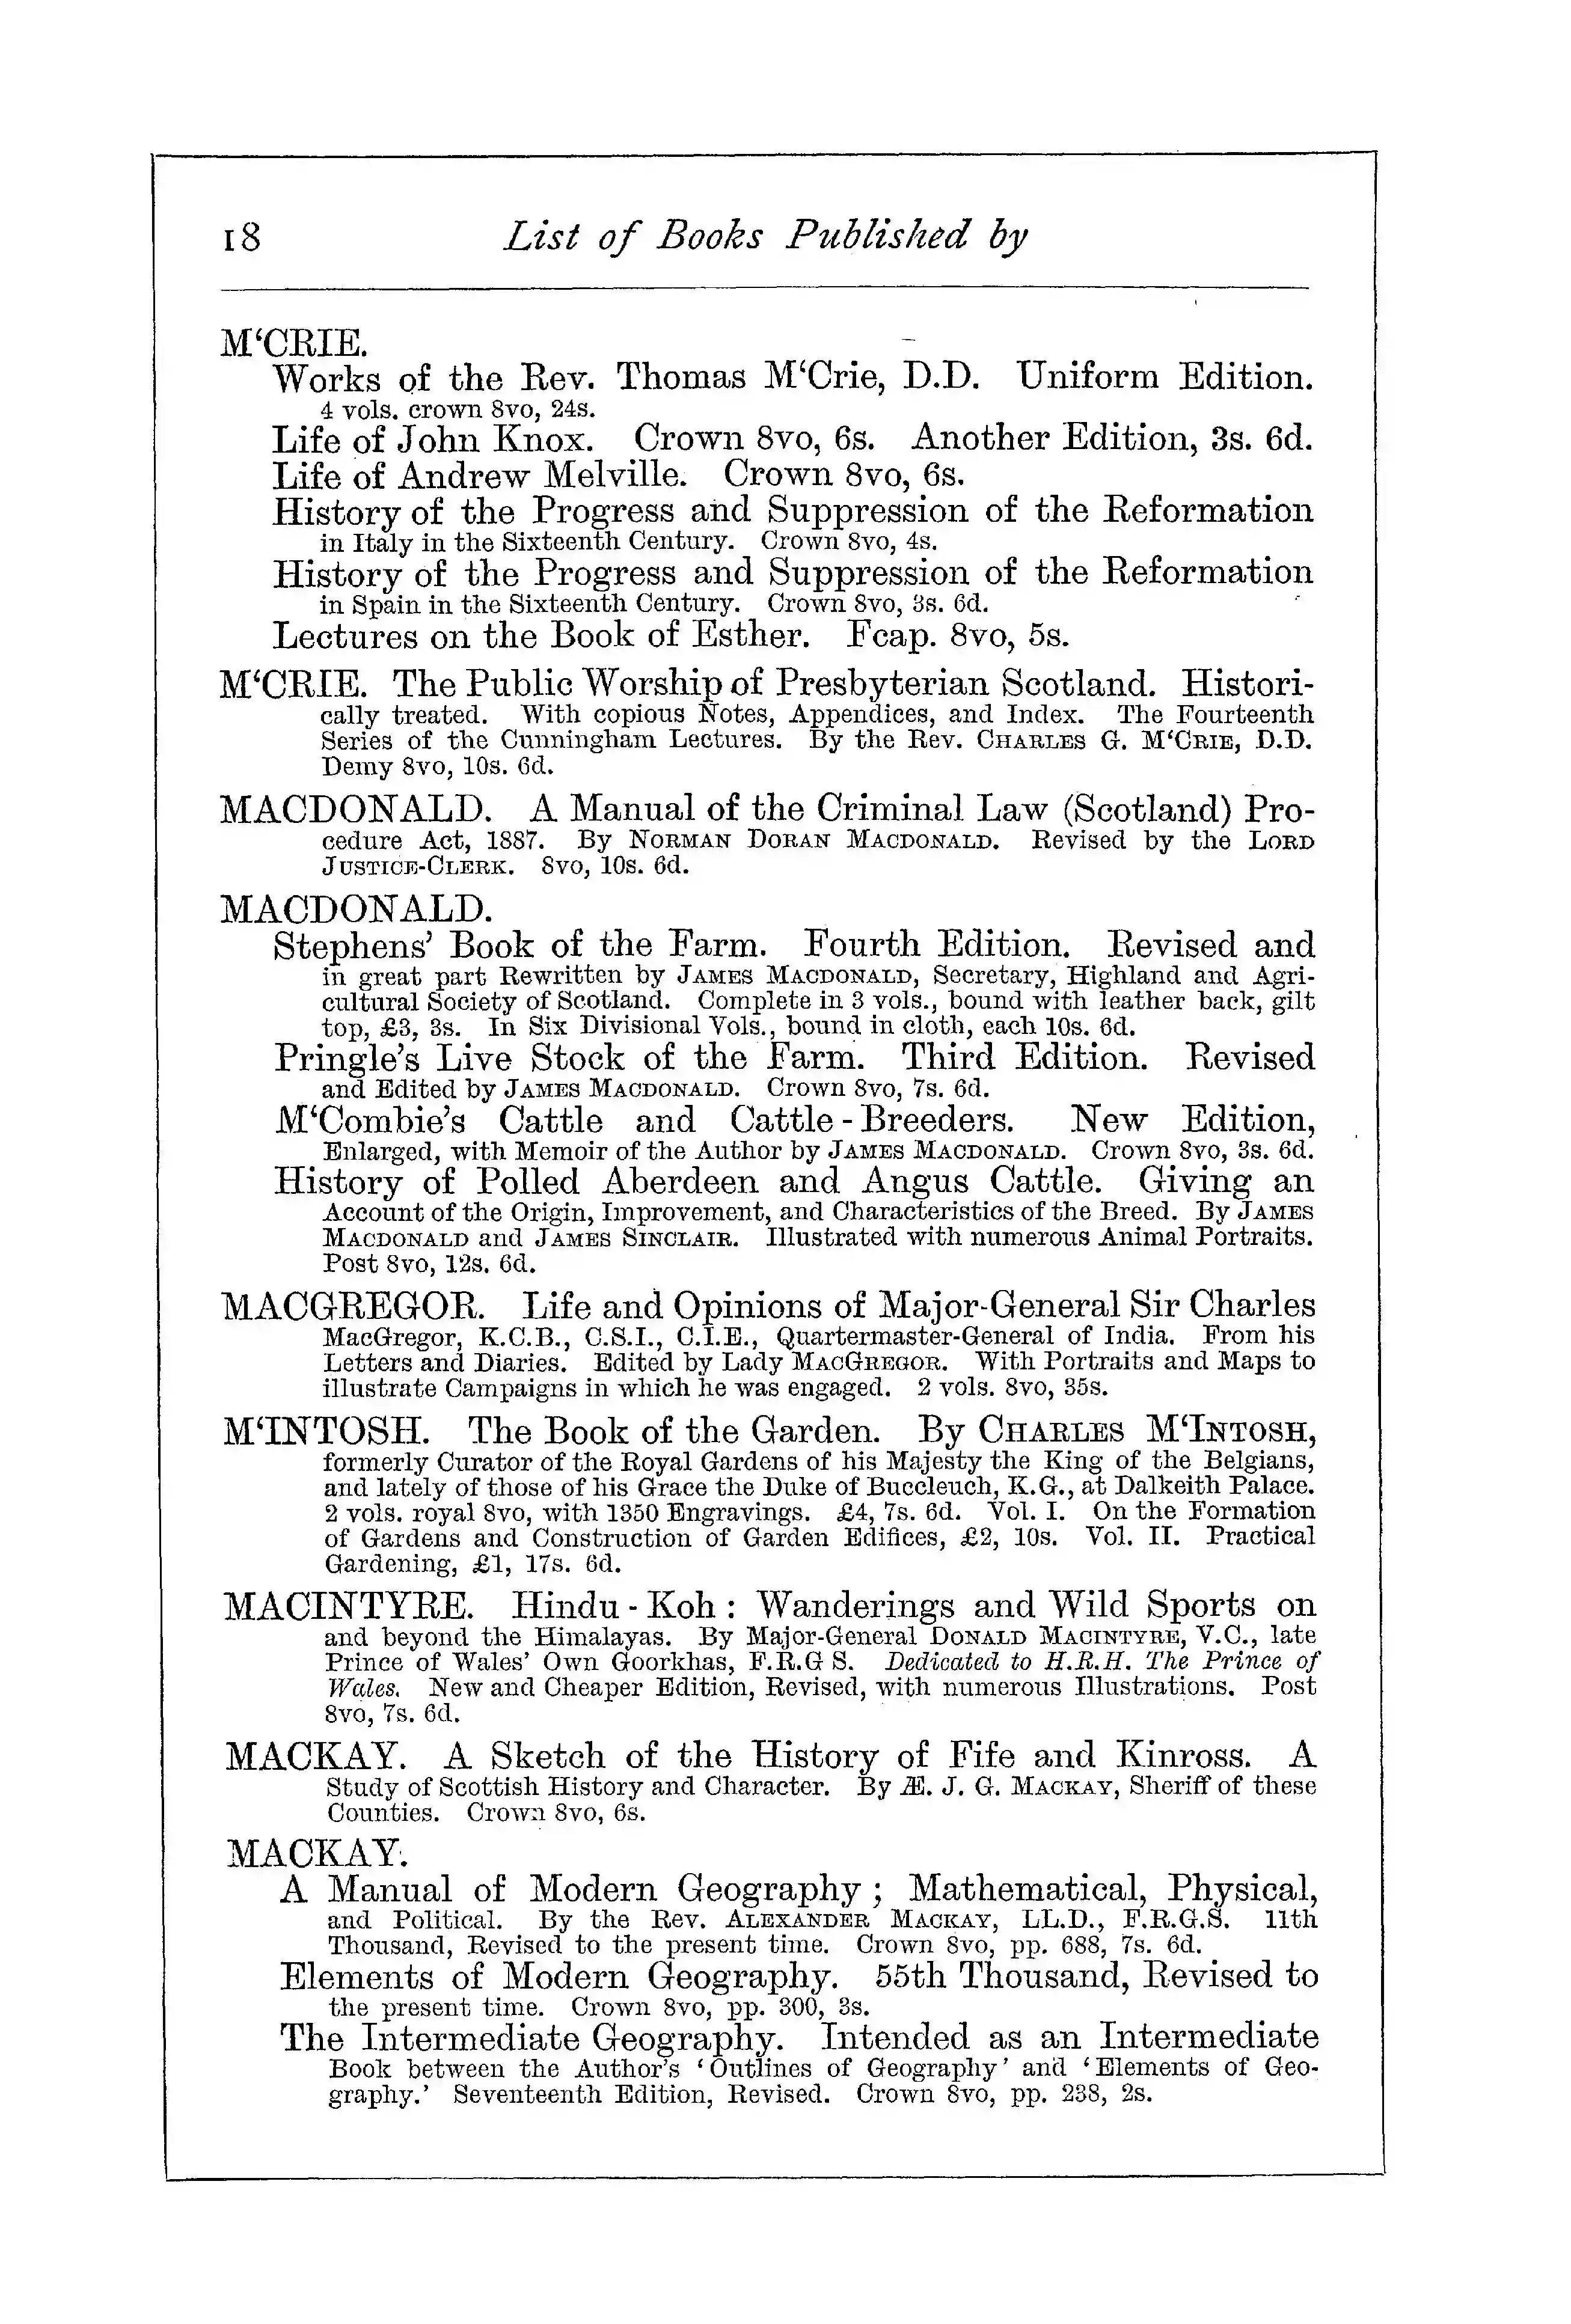 18 List of Books Published by
M‘CRIE.
Works of the Rev. Thomas M‘Crie, D.D. Uniform Edition.
4 vols. crown 8vo, 24s.
Life of John Knox. Crown 8vo, 6s. Another Edition, 3s. 6d.
Life of Andrew Melville. Crown 8vo, 6s.
History of the Progress and Suppression of the Reformation
in Italy in the Sixteenth Century. Crown 8vo, 4s.
History of the Progress and Suppression of the Reformation
in Spain in the Sixteenth Century. Crown 8vo, 3s. 6d.
Lectures on the Book of Esther. Fcap. 8vo, 5s.
M‘CRIE. The Public Worship of Presbyterian Scotland. Histori-
cally treated. With copious Notes, Appendices, and Index. The Fourteenth
Series of the Cunningham Lectures. By the Rev. CHARLES G. M‘CRIE, D.D.
Demy 8vo, 10s. 6d.
MACDONALD. A Manual of the Criminal Law (Scotland) Pro-
cedure Act, 1887. By NORMAN DORAN MACDONALD. Revised by the LORD
JUSTICE-CLERK. 8vo, 10s. 6d.
MACDONALD.
Stephens’ Book of the Farm. Fourth Edition. Revised and
in great part Rewritten by JAMES MACDONALD, Secretary, Highland and Agri-
cultural Society of Scotland. Complete in 3 vols., bound with leather back, gilt
top, £3, 3s. In Six Divisional Vols., bound in cloth, each 10s. 6d.
Pringle’s Live Stock of the Farm. Third Edition. Revised
and Edited by JAMES MACDONALD. Crown 8vo, 7s. 6d.
M‘Combie’s Cattle and Cattle-Breeders. New Edition,
Enlarged, with Memoir of the Author by JAMES MACDONALD. Crown 8vo, 3s. 6d.
History of Polled Aberdeen and Angus Cattle. Giving an
Account of the Origin, Improvement, and Characteristics of the Breed. By JAMES
MACDONALD and JAMES SINCLAIR. Illustrated with numerous Animal Portraits.
Post 8vo, 12s. 6d.
MACGREGOR. Life and Opinions of Major-General Sir Charles
MacGregor, K.C.B., C.S.I., C.I.E., Quartermaster-General of India. From his
Letters and Diaries. Edited by Lady MACGREGOR. With Portraits and Maps to
illustrate Campaigns in which he was engaged. 2 vols. 8vo, 35s.
M‘INTOSH. The Book of the Garden. By CHARLES M‘INTOSH,
formerly Curator of the Royal Gardens of his Majesty the King of the Belgians,
and lately of those of his Grace the Duke of Buccleuch, K.G., at Dalkeith Palace.
2 vols. royal 8vo, with 1350 Engravings. £4, 7s. 6d. Vol. I. On the Formation
of Gardens and Construction of Garden Edifices, £2, 10s. Vol. II. Practical
Gardening, £1, 17s. 6d.
MACINTYRE. Hindu-Koh: Wanderings and Wild Sports on
and beyond the Himalayas. By Major-General DONALD MACINTYRE, V.C., late
Prince of Wales’ Own Goorkhas, F.R.G S. Dedicated to H.R.H. The Prince of
Wales. New and Cheaper Edition, Revised, with numerous Illustrations. Post
8vo, 7s. 6d.
MACKAY. A Sketch of the History of Fife and Kinross. A
Study of Scottish History and Character. By Æ. J. G. MACKAY, Sheriff of these
Counties. Crown 8vo, 6s.
MACKAY.
A Manual of Modern Geography; Mathematical, Physical,
and Political. By the Rev. ALEXANDER MACKAY, LL.D., F.R.G.S. 11th
Thousand, Revised to the present time. Crown 8vo, pp. 688, 7s. 6d.
Elements of Modern Geography. 55th Thousand, Revised to
the present time. Crown 8vo, pp. 300, 3s.
The Intermediate Geography. Intended as an Intermediate
Book between the Author’s ‘Outlines of Geography’ and ‘Elements of Geo-
graphy.’ Seventeenth Edition, Revised. Crown 8vo, pp. 238, 2s.